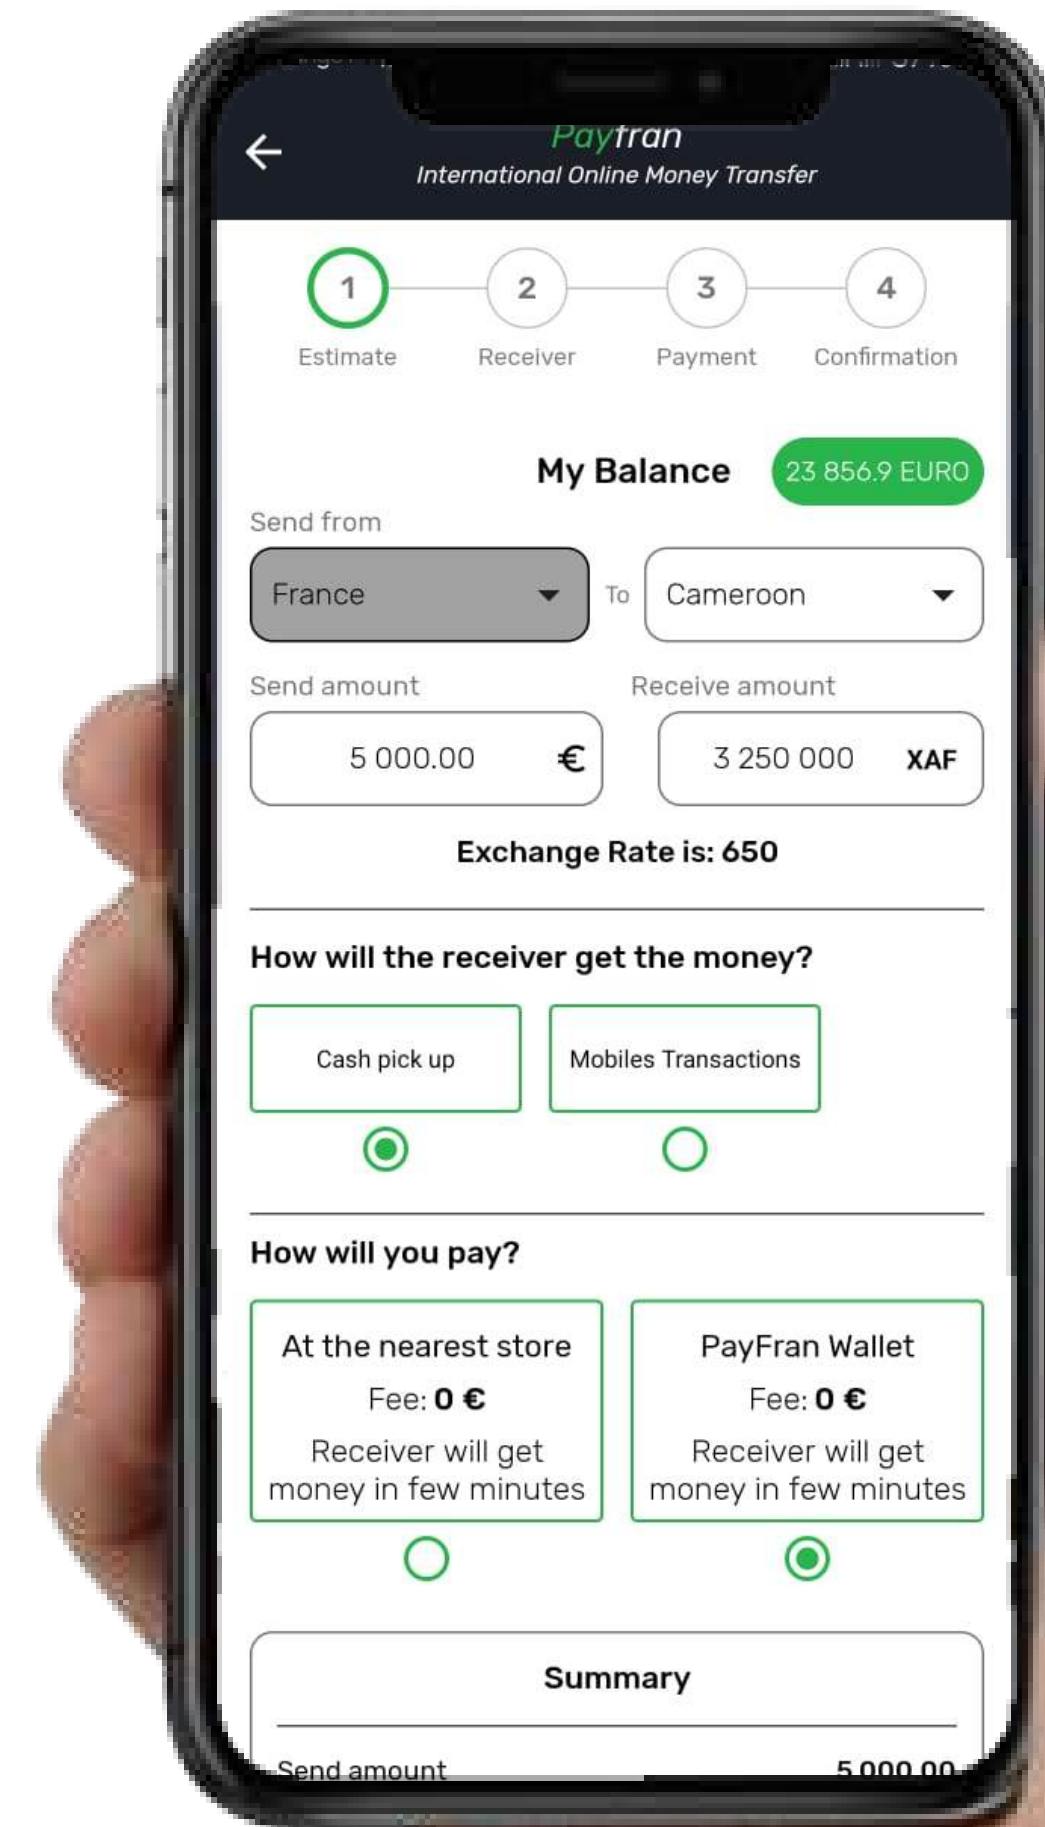 Payfran
International Online Money Transfer
1 2 3 4
Estimate Receiver Payment Confirmation
My Balance 23 856.9 EURO
Send from
France To Cameroon
Send amount Receive amount
5 000.00 € 3 250 000 XAF
Exchange Rate is: 650
How will the receiver get the money?
Cash pick up Mobiles Transactions
How will you pay?
At the nearest store PayFran Wallet
Fee: 0 € Fee: 0 €
Receiver will get Receiver will get
money in few minutes money in few minutes
Summary
Send amount 5 000.00